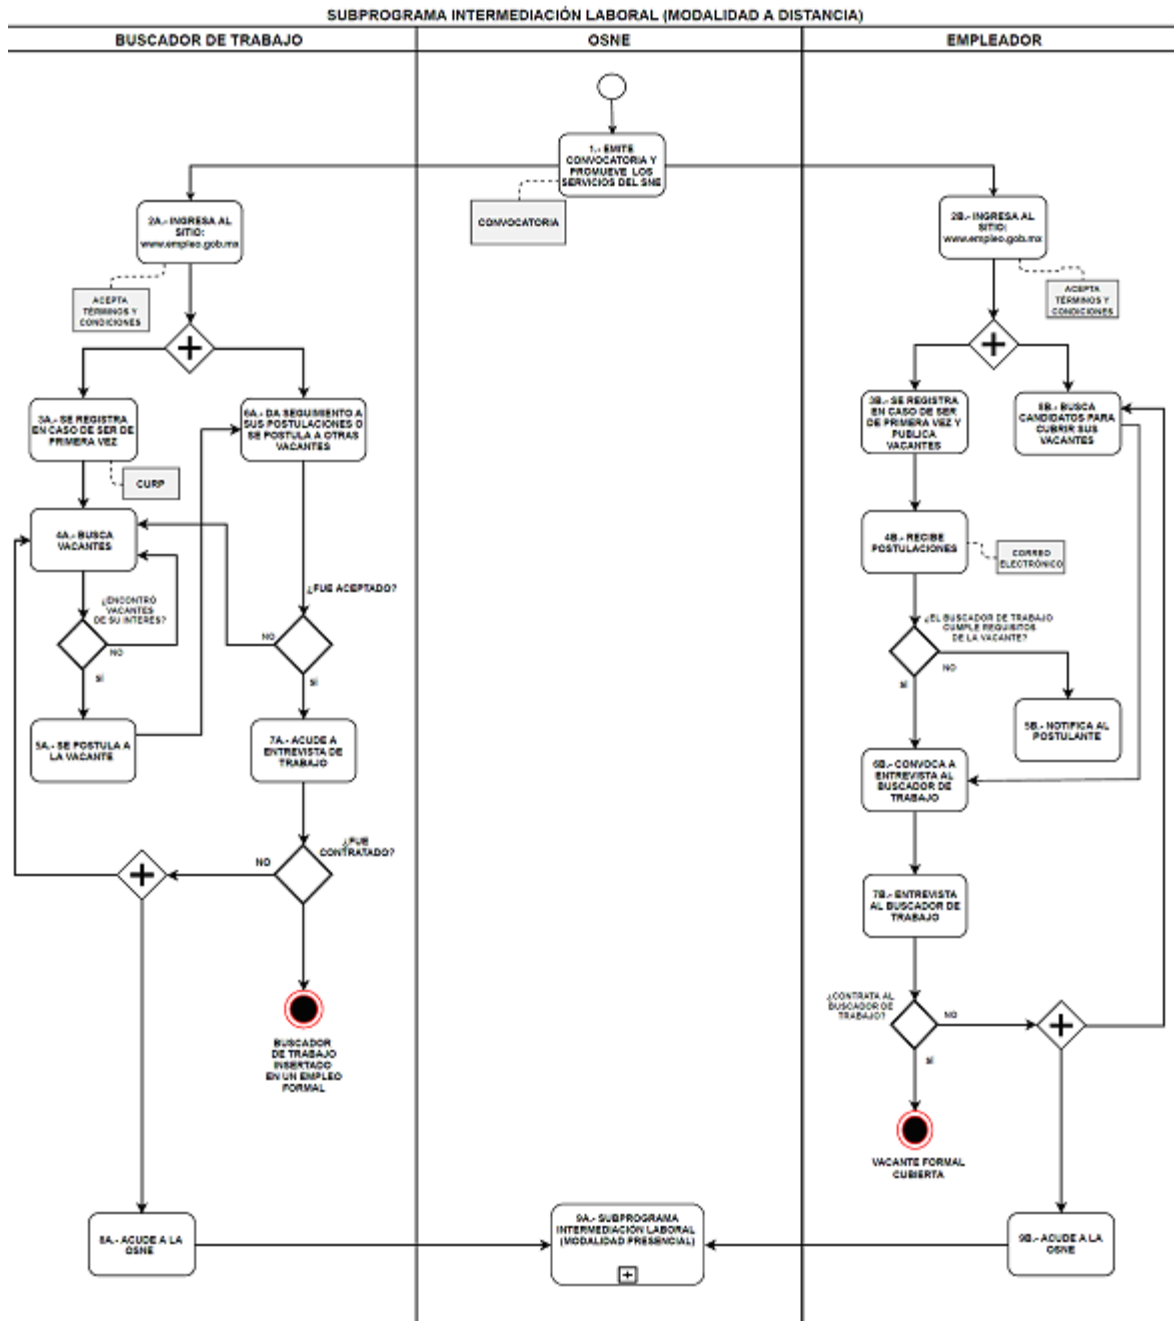 SUBPROGRAMA INTERMEDIACIÓN LABORAL (MODALIDAD A DISTANCIA)
BUSCADOR DE TRABAJO
OSNE
EMPLEADOR
1.- EMITE
CONVOCATORIA Y
PROMUEVE LOS
SERVICIOS DEL SNE
CONVOCATORIA
2A.- INGRESA AL
SITIO:
www.empleo.gob.mx
ACEPTA
TÉRMINOS Y
CONDICIONES
3A.- SE REGISTRA
EN CASO DE SER DE
PRIMERA VEZ
CURP
6A.- DA SEGUIMIENTO A
SUS POSTULACIONES O
SE POSTULA A OTRAS
VACANTES
4A.- BUSCA
VACANTES
¿ENCONTRO
VACANTES
DE SU INTERES?
NO
SÍ
5A.- SE POSTULA A
LA VACANTE
¿FUE ACEPTADO?
NO
SÍ
7A.- ACUDE A
ENTREVISTA DE
TRABAJO
¿FUE
CONTRATADO?
NO
BUSCADOR
DE TRABAJO
INSERTADO
EN UN EMPLEO
FORMAL
8A.- ACUDE A LA
OSNE
9A.- SUBPROGRAMA
INTERMEDIACIÓN LABORAL
(MODALIDAD PRESENCIAL)
2B.- INGRESA AL
SITIO:
www.empleo.gob.mx
ACEPTA
TÉRMINOS Y
CONDICIONES
3B.- SE REGISTRA
EN CASO DE SER
DE PRIMERA VEZ Y
PUBLICA
VACANTES
8B.- BUSCA
CANDIDATOS PARA
CUBRIR SUS
VACANTES
4B.- RECIBE
POSTULACIONES
CORREO
ELECTRÓNICO
¿EL BUSCADOR DE TRABAJO
CUMPLE REQUISITOS
DE LA VACANTE?
NO
SÍ
5B.- NOTIFICA AL
POSTULANTE
6B.- CONVOCA A
ENTREVISTA AL
BUSCADOR DE
TRABAJO
7B.- ENTREVISTA
AL BUSCADOR DE
TRABAJO
¿CONTRATA AL
BUSCADOR DE
TRABAJO?
NO
SÍ
VACANTE FORMAL
CUBIERTA
9B.- ACUDE A LA
OSNE